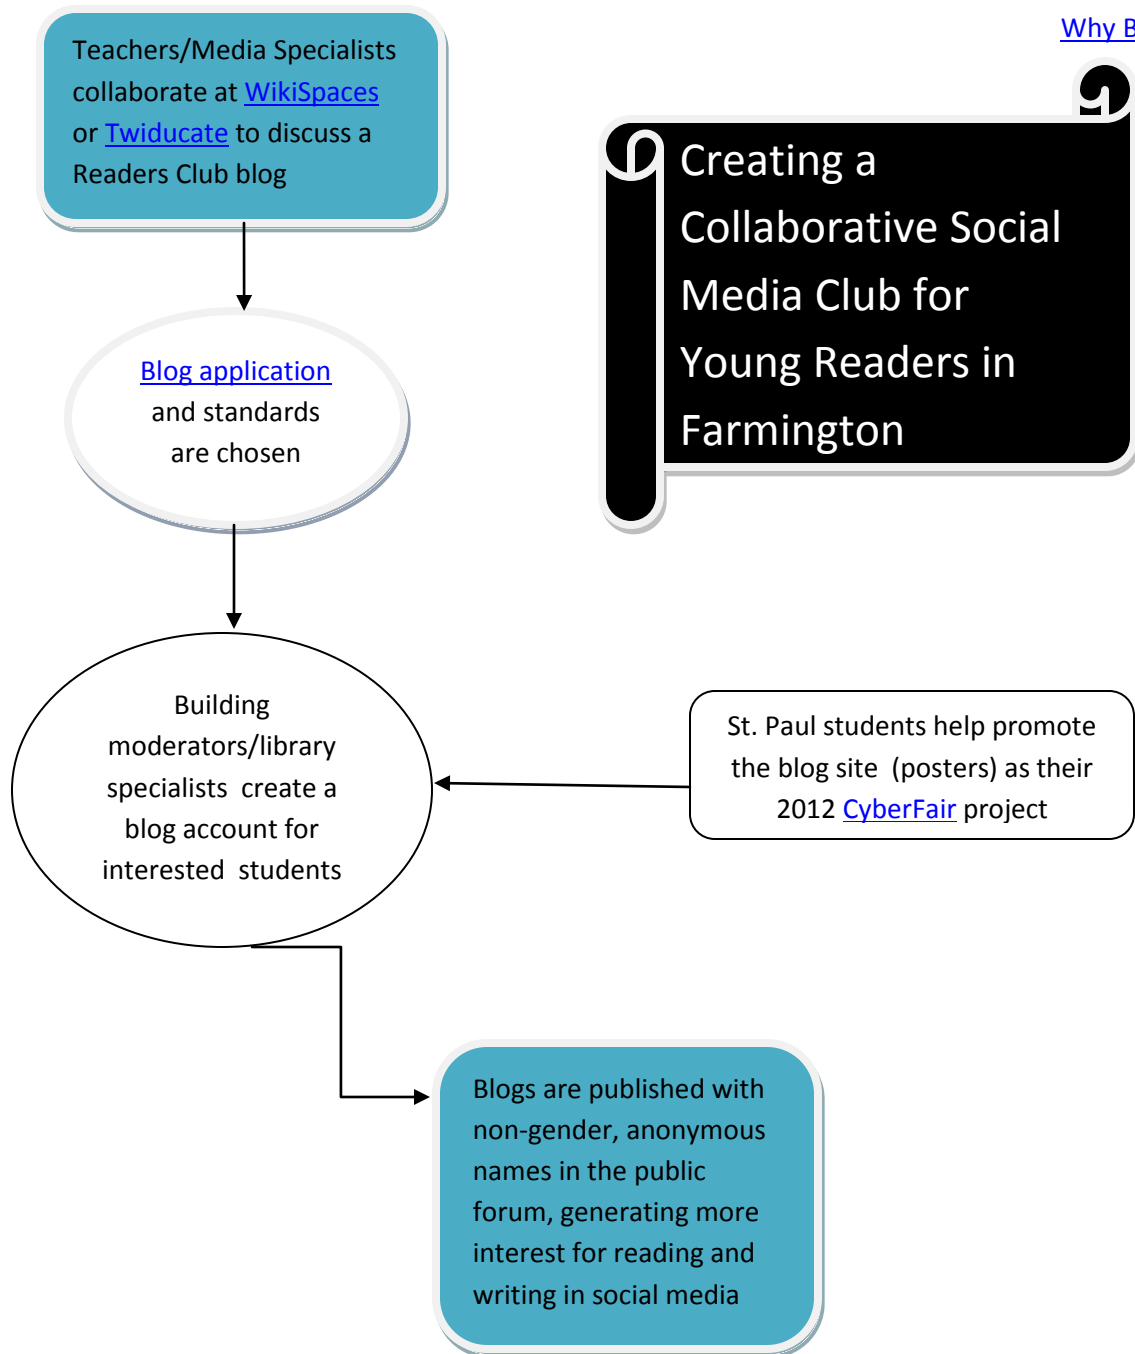 Why B
Teachers/Media Specialists
collaborate at WikiSpaces
or Twiducate to discuss a
Readers Club blog
Creating a
Collaborative Social
Media Club for
Young Readers in
Farmington
Blog application
and standards
are chosen
Building
moderators/library
specialists create a
blog account for
interested students
St. Paul students help promote
the blog site (posters) as their
2012 CyberFair project
Blogs are published with
non-gender, anonymous
names in the public
forum, generating more
interest for reading and
writing in social media